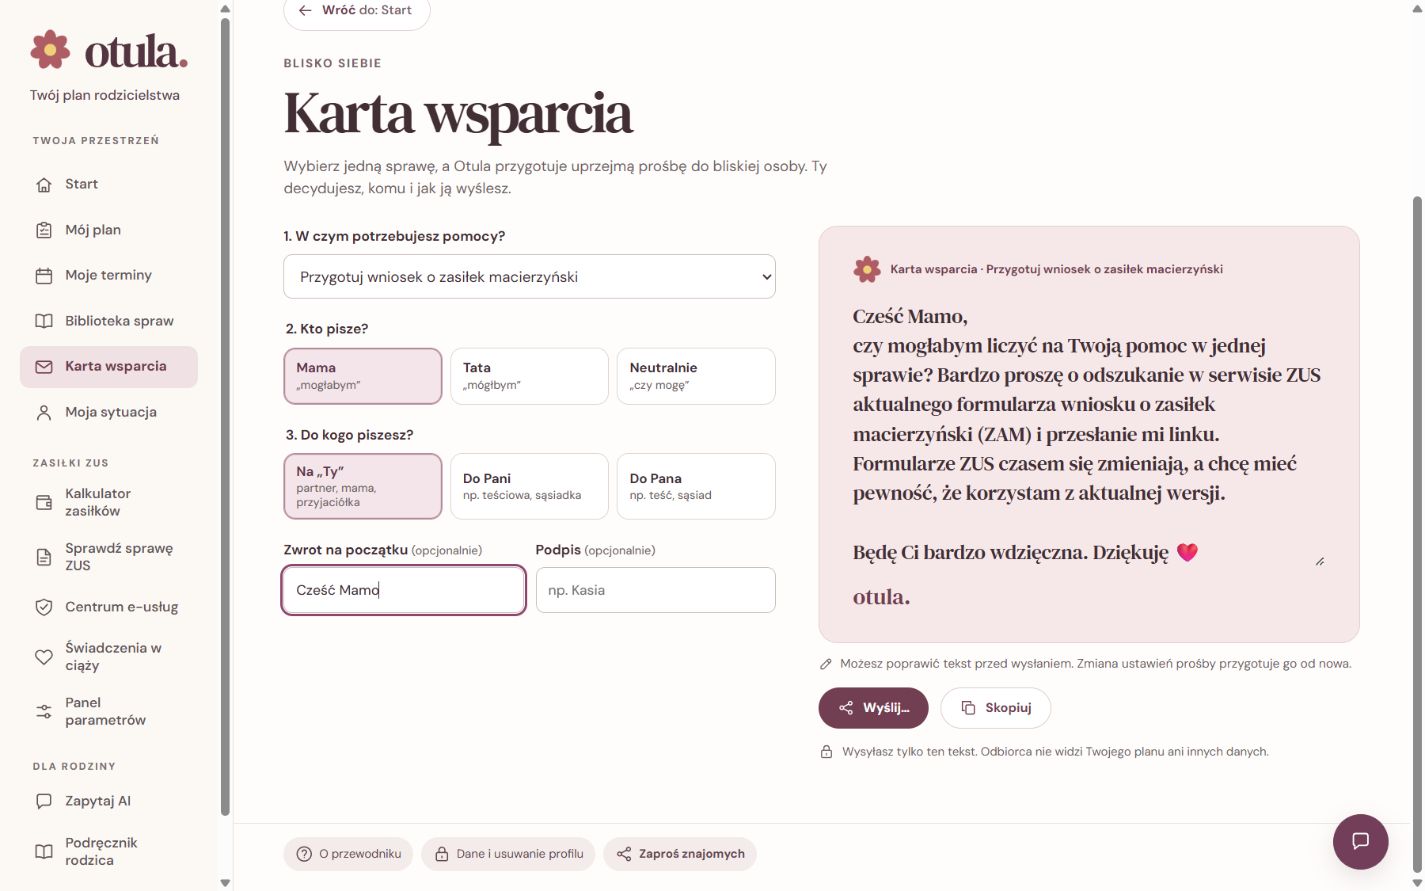 otula.
Twój plan rodzicielstwa
TWOJA PRZESTRZEŃ
Start
Mój plan
Moje terminy
Biblioteka spraw
Karta wsparcia
Moja sytuacja
ZASIŁKI ZUS
Kalkulator
zasiłków
Sprawdź sprawę
ZUS
Centrum e-usług
Świadczenia w
ciąży
Panel
parametrów
DLA RODZINY
Zapytaj AI
Podręcznik
rodzica
Wróć do: Start
BLISKO SIEBIE
Karta wsparcia
Wybierz jedną sprawę, a Otula przygotuje uprzejmą prośbę do bliskiej osoby. Ty
decydujesz, komu i jak ją wyślesz.
1. W czym potrzebujesz pomocy?
Przygotuj wniosek o zasiłek macierzyński
2. Kto pisze?
Mama
„mogłabym”
Tata
„mógłbym”
Neutralnie
„czy mogę”
3. Do kogo piszesz?
Na „Ty”
partner, mama,
przyjaciółka
Do Pani
np. teściowa, sąsiadka
Do Pana
np. teść, sąsiad
Zwrot na początku (opcjonalnie)
Cześć Mamo
Podpis (opcjonalnie)
np. Kasia
Karta wsparcia · Przygotuj wniosek o zasiłek macierzyński
Cześć Mamo,
czy mogłabym liczyć na Twoją pomoc w jednej
sprawie? Bardzo proszę o odszukanie w serwisie ZUS
aktualnego formularza wniosku o zasiłek
macierzyński (ZAM) i przesłanie mi linku.
Formularze ZUS czasem się zmieniają, a chcę mieć
pewność, że korzystam z aktualnej wersji.
Będę Ci bardzo wdzięczna. Dziękuję 💗
otula.
Możesz poprawić tekst przed wysłaniem. Zmiana ustawień prośby przygotuje go od nowa.
Wyślij...
Skopiuj
Wysyłasz tylko ten tekst. Odbiorca nie widzi Twojego planu ani innych danych.
O przewodniku
Dane i usuwanie profilu
Zaproś znajomych